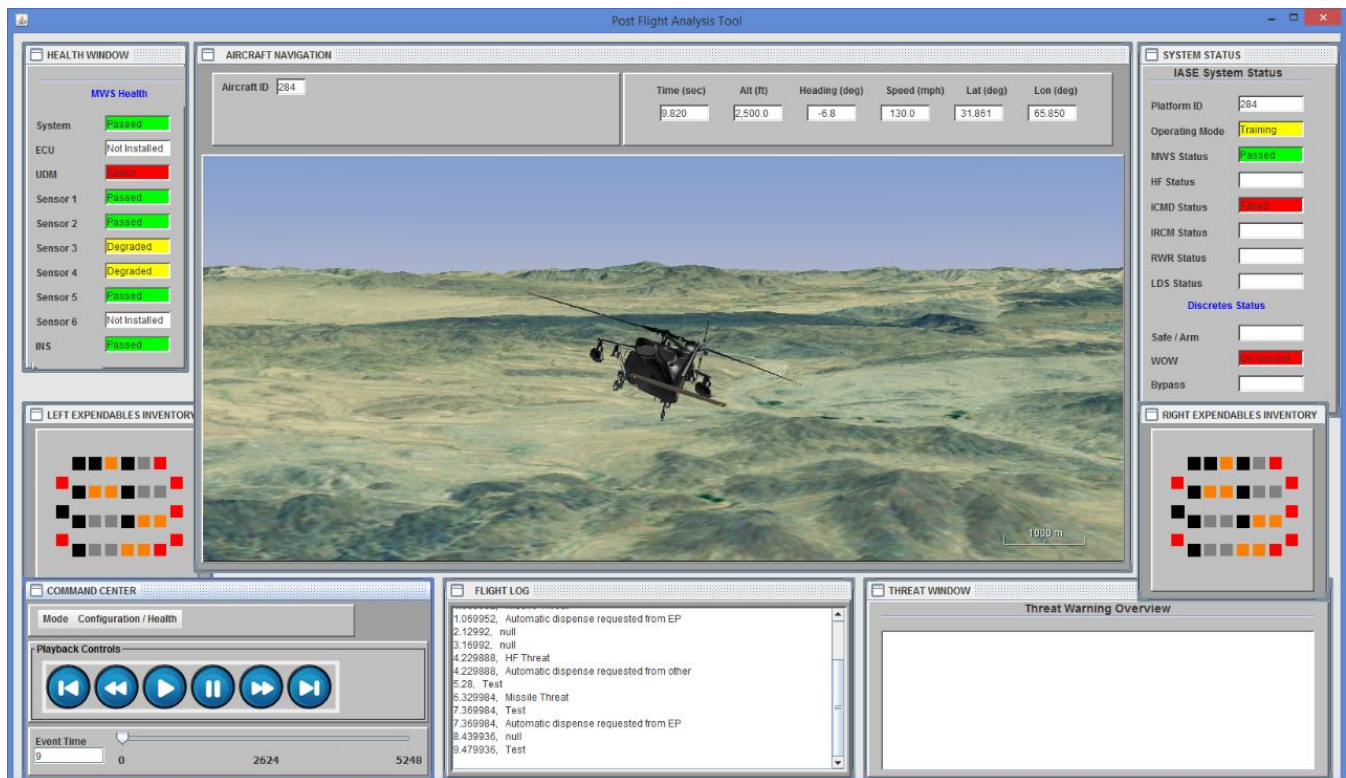 Post Flight Analysis Tool
HEALTH WINDOW
MWS Health
System Passed
ECU Not Installed
UDM Failed
Sensor 1 Passed
Sensor 2 Passed
Sensor 3 Degraded
Sensor 4 Degraded
Sensor 5 Passed
Sensor 6 Not Installed
INS Passed
AIRCRAFT NAVIGATION
Aircraft ID 284
Time (sec) Alt (ft) Heading (deg) Speed (mph) Lat (deg) Lon (deg)
9.820 2,500.0 -6.8 130.0 31.861 65.850
1000 m
SYSTEM STATUS
IASE System Status
Platform ID 284
Operating Mode Training
MWS Status Passed
HF Status
ICMD Status Failed
IRCM Status
RWR Status
LDS Status
Discretes Status
Safe / Arm
WOW On Ground
Bypass
LEFT EXPENDABLES INVENTORY
RIGHT EXPENDABLES INVENTORY
COMMAND CENTER
Mode Configuration / Health
Playback Controls
Event Time
9
0 2624 5248
FLIGHT LOG
Missile Threat
1.069952, Automatic dispense requested from EP
2.12992, null
3.16992, null
4.229888, HF Threat
4.229888, Automatic dispense requested from other
5.28, Test
6.329984, Missile Threat
7.369984, Test
7.369984, Automatic dispense requested from EP
8.439936, null
9.479936, Test
THREAT WINDOW
Threat Warning Overview